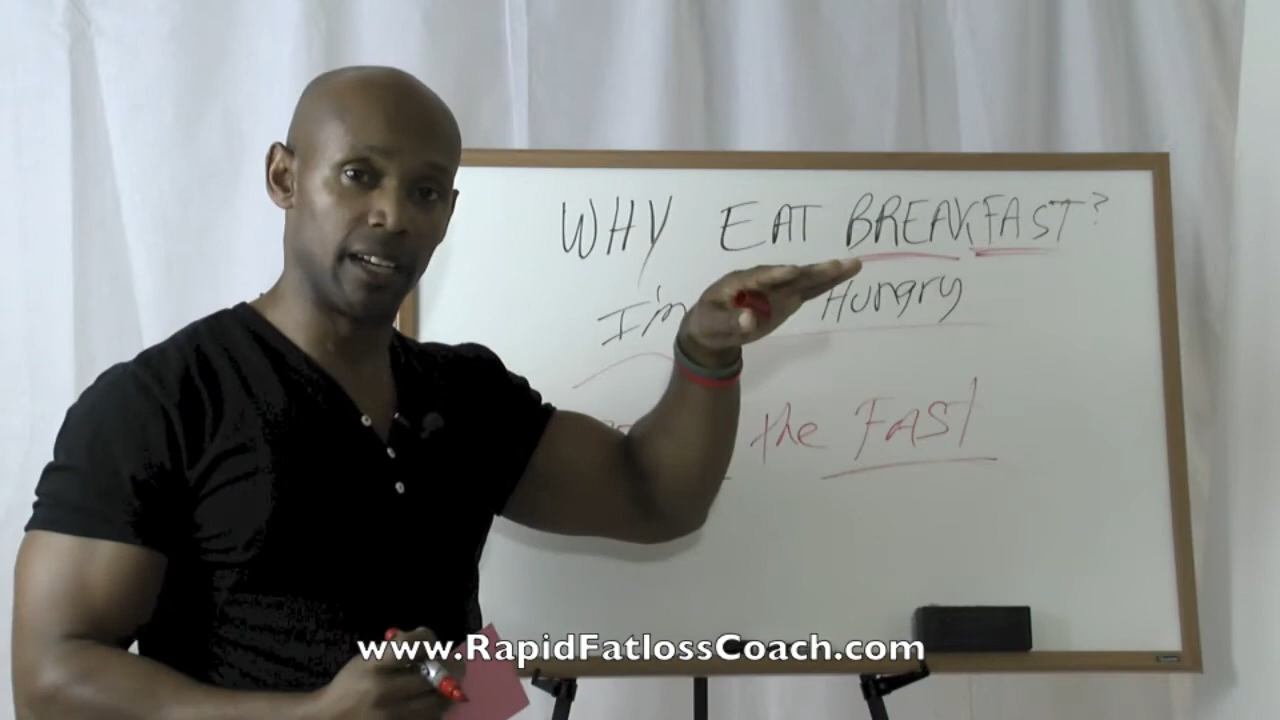 WHY EAT BREAKFAST?
I'm Hungry
the FAST
www.RapidFatlossCoach.com